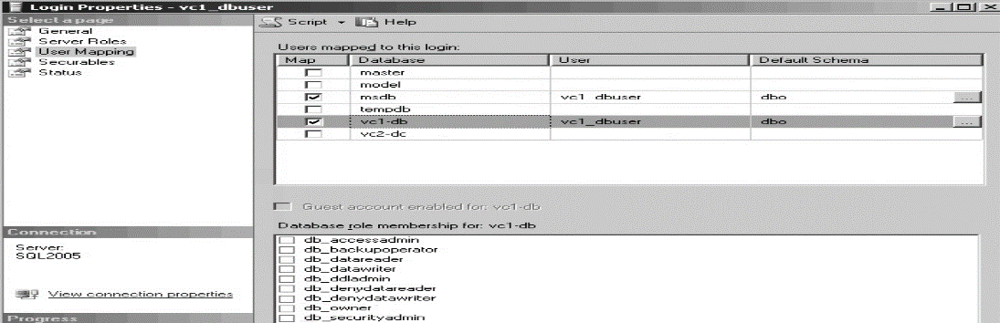 Login Properties - vc1_dbuser
Select a page
General
Server Roles
User Mapping
Securables
Status
Script Help
Users mapped to this login:
Map Database User Default Schema
master
model
msdb vc1_dbuser dbo ...
tempdb
vc1-db vc1_dbuser dbo ...
vc2-dc
Guest account enabled for: vc1-db
Database role membership for: vc1-db
db_accessadmin
db_backupoperator
db_datareader
db_datawriter
db_ddladmin
db_denydatareader
db_denydatawriter
db_owner
db_securityadmin
Connection
Server:
SQL2005
View connection properties
Progress